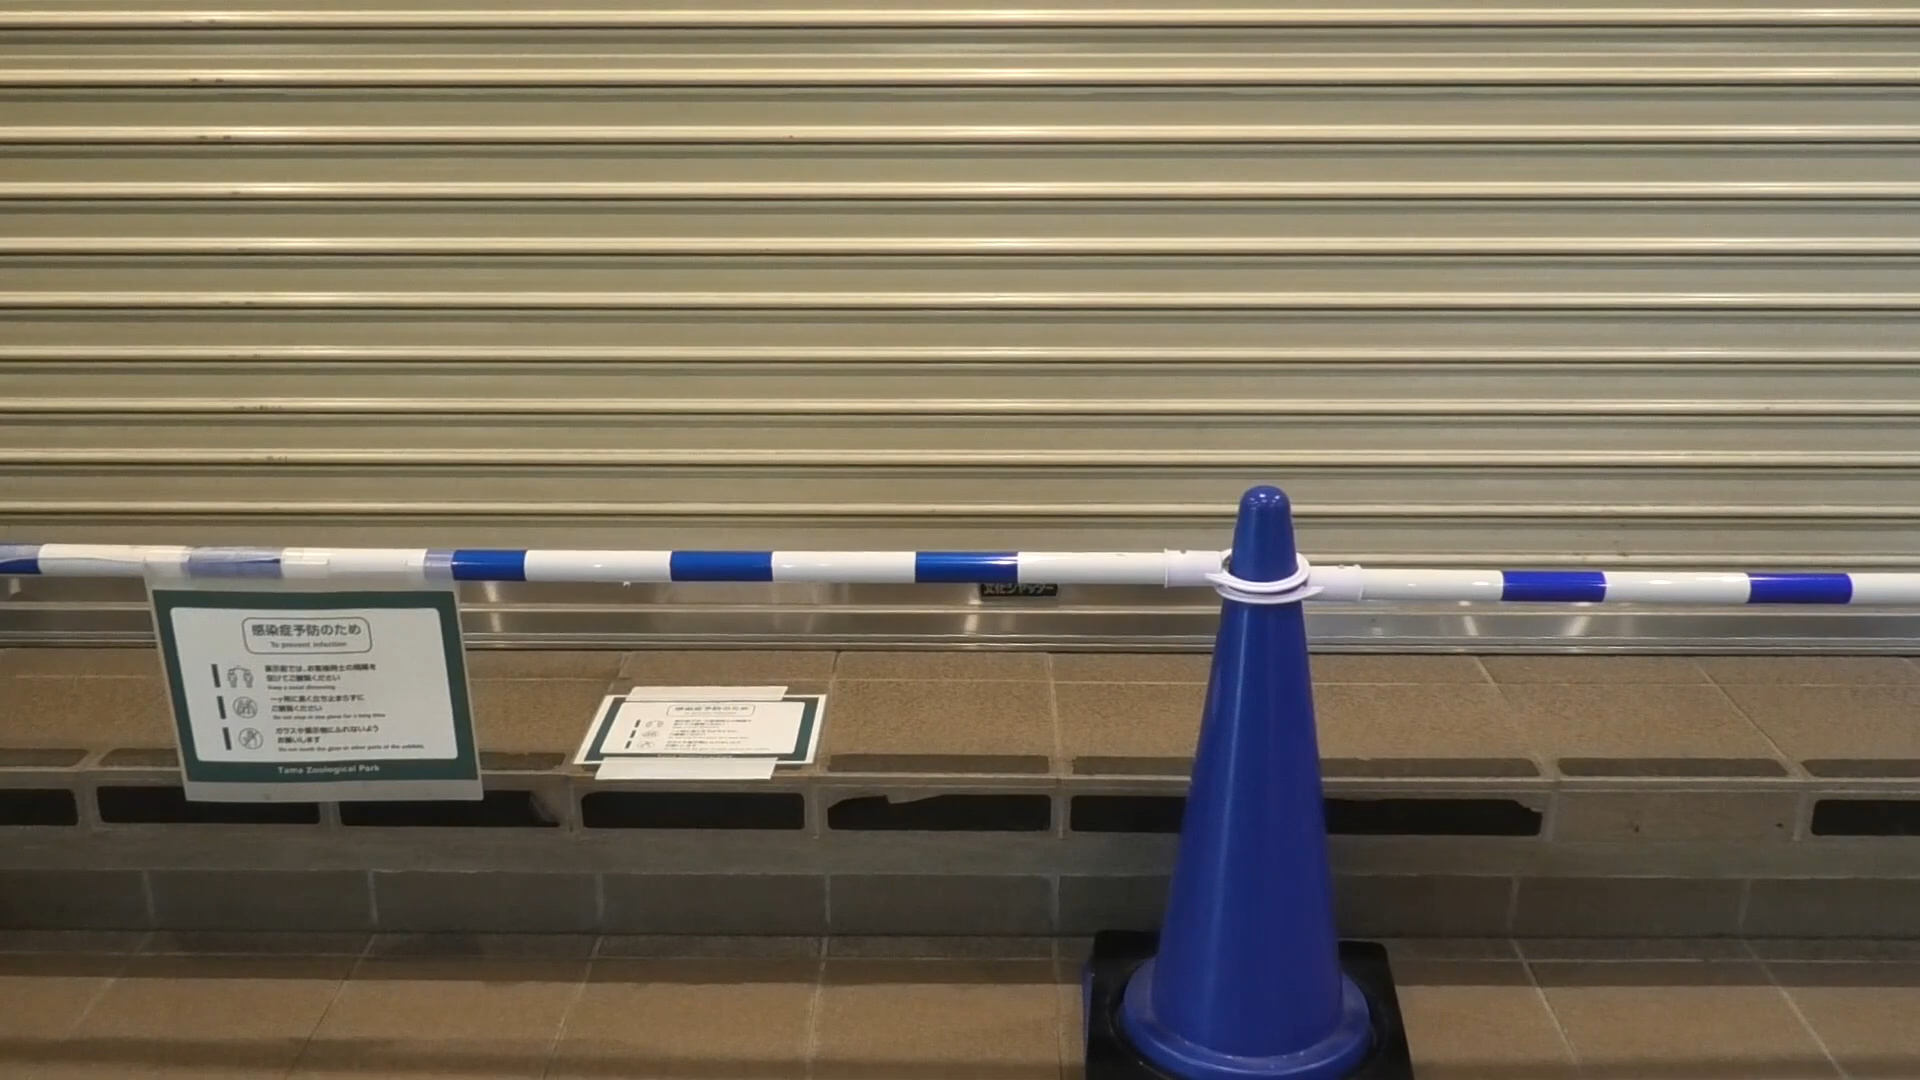 感染症予防のため
To prevent infection
展示前では、お客様同士の間隔を
空けてご観覧ください
Keep a social distancing
一ヶ所に長く立ち止まらずに
ご観覧ください
Do not stop in one place for a long time
ガラスや展示物にふれないよう
お願いします
Do not touch the glass or other parts of the exhibits
Tama Zoological Park
感染症予防のため
文化シヤッター